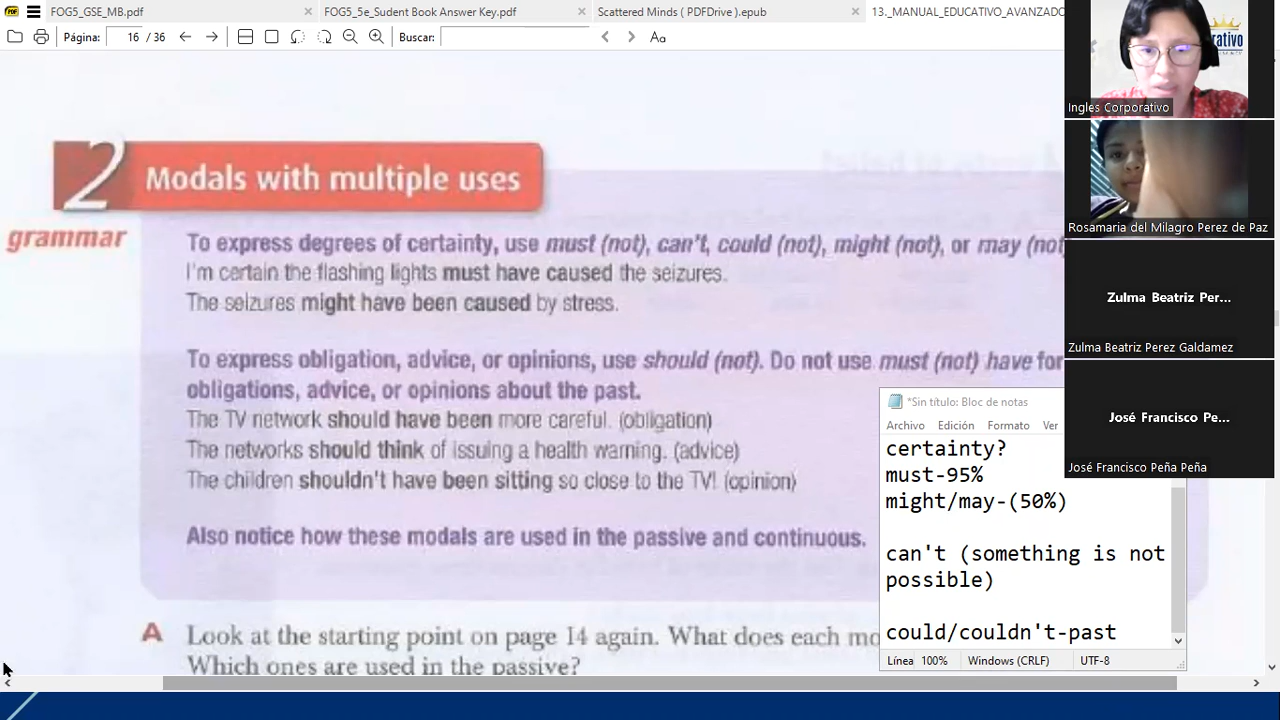 FOG5_GSE_MB.pdf
FOG5_5e_Sudent Book Answer Key.pdf
Scattered Minds ( PDFDrive ).epub
13._MANUAL_EDUCATIVO_AVANZADO
Página: 16 / 36
Buscar:
Aa
rativo
Ingles Corporativo
2 Modals with multiple uses
grammar
To express degrees of certainty, use must (not), can't, could (not), might (not), or may (not
I'm certain the flashing lights must have caused the seizures.
The seizures might have been caused by stress.
To express obligation, advice, or opinions, use should (not). Do not use must (not) have for
obligations, advice, or opinions about the past.
The TV network should have been more careful. (obligation)
The networks should think of issuing a health warning. (advice)
The children shouldn't have been sitting so close to the TV! (opinion)
Also notice how these modals are used in the passive and continuous.
A Look at the starting point on page 14 again. What does each mo
Which ones are used in the passive?
Rosamaria del Milagro Perez de Paz
Zulma Beatriz Per...
Zulma Beatriz Perez Galdamez
José Francisco Pe...
José Francisco Peña Peña
*Sin título: Bloc de notas
Archivo Edición Formato Ver
certainty?
must-95%
might/may-(50%)
can't (something is not
possible)
could/couldn't-past
Línea 100% Windows (CRLF) UTF-8